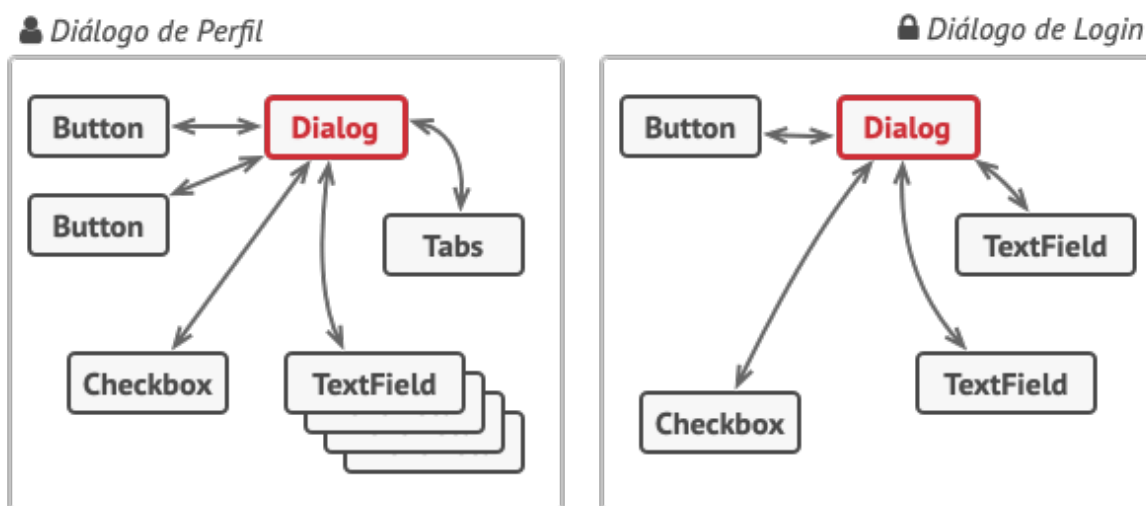 Diálogo de Perfil
Button
Dialog
Button
Tabs
Checkbox
TextField
Diálogo de Login
Button
Dialog
TextField
TextField
Checkbox